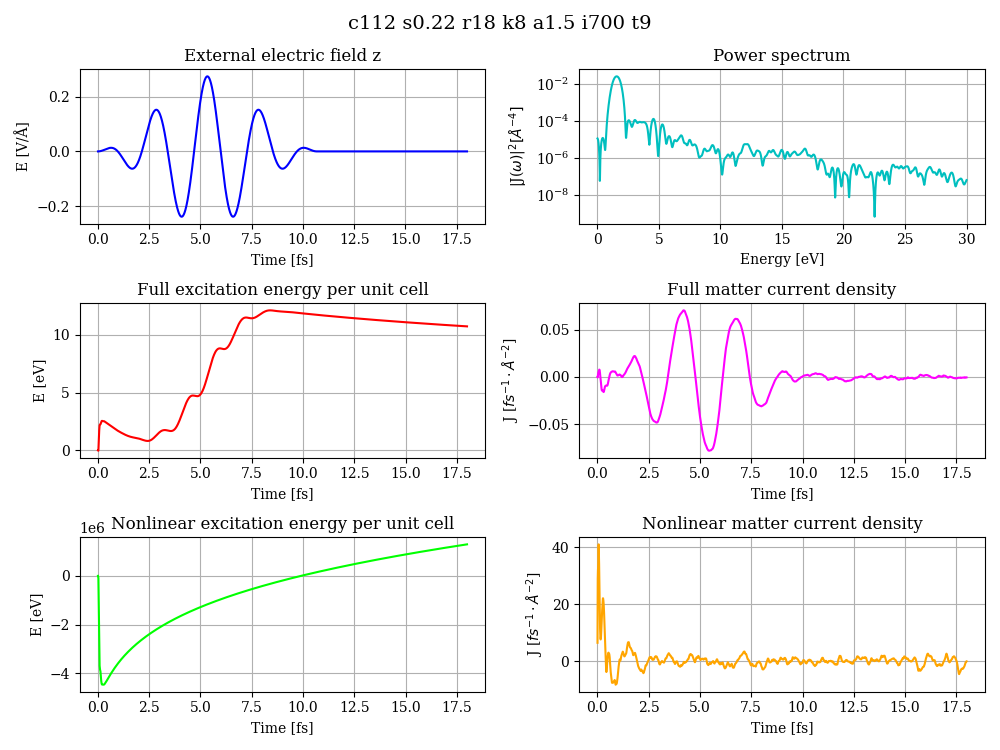 c112 s0.22 r18 k8 a1.5 i700 t9
External electric field z
E [V/Å]
0.2
0.0
−0.2
0.0 2.5 5.0 7.5 10.0 12.5 15.0 17.5
Time [fs]
Power spectrum
|J(ω)|² [Å⁻⁴]
10⁻²
10⁻⁴
10⁻⁶
10⁻⁸
0 5 10 15 20 25 30
Energy [eV]
Full excitation energy per unit cell
E [eV]
10
5
0
0.0 2.5 5.0 7.5 10.0 12.5 15.0 17.5
Time [fs]
Full matter current density
J [fs⁻¹ · Å⁻²]
0.05
0.00
−0.05
0.0 2.5 5.0 7.5 10.0 12.5 15.0 17.5
Time [fs]
Nonlinear excitation energy per unit cell
1e6
E [eV]
0
−2
−4
0.0 2.5 5.0 7.5 10.0 12.5 15.0 17.5
Time [fs]
Nonlinear matter current density
J [fs⁻¹ · Å⁻²]
40
20
0
0.0 2.5 5.0 7.5 10.0 12.5 15.0 17.5
Time [fs]